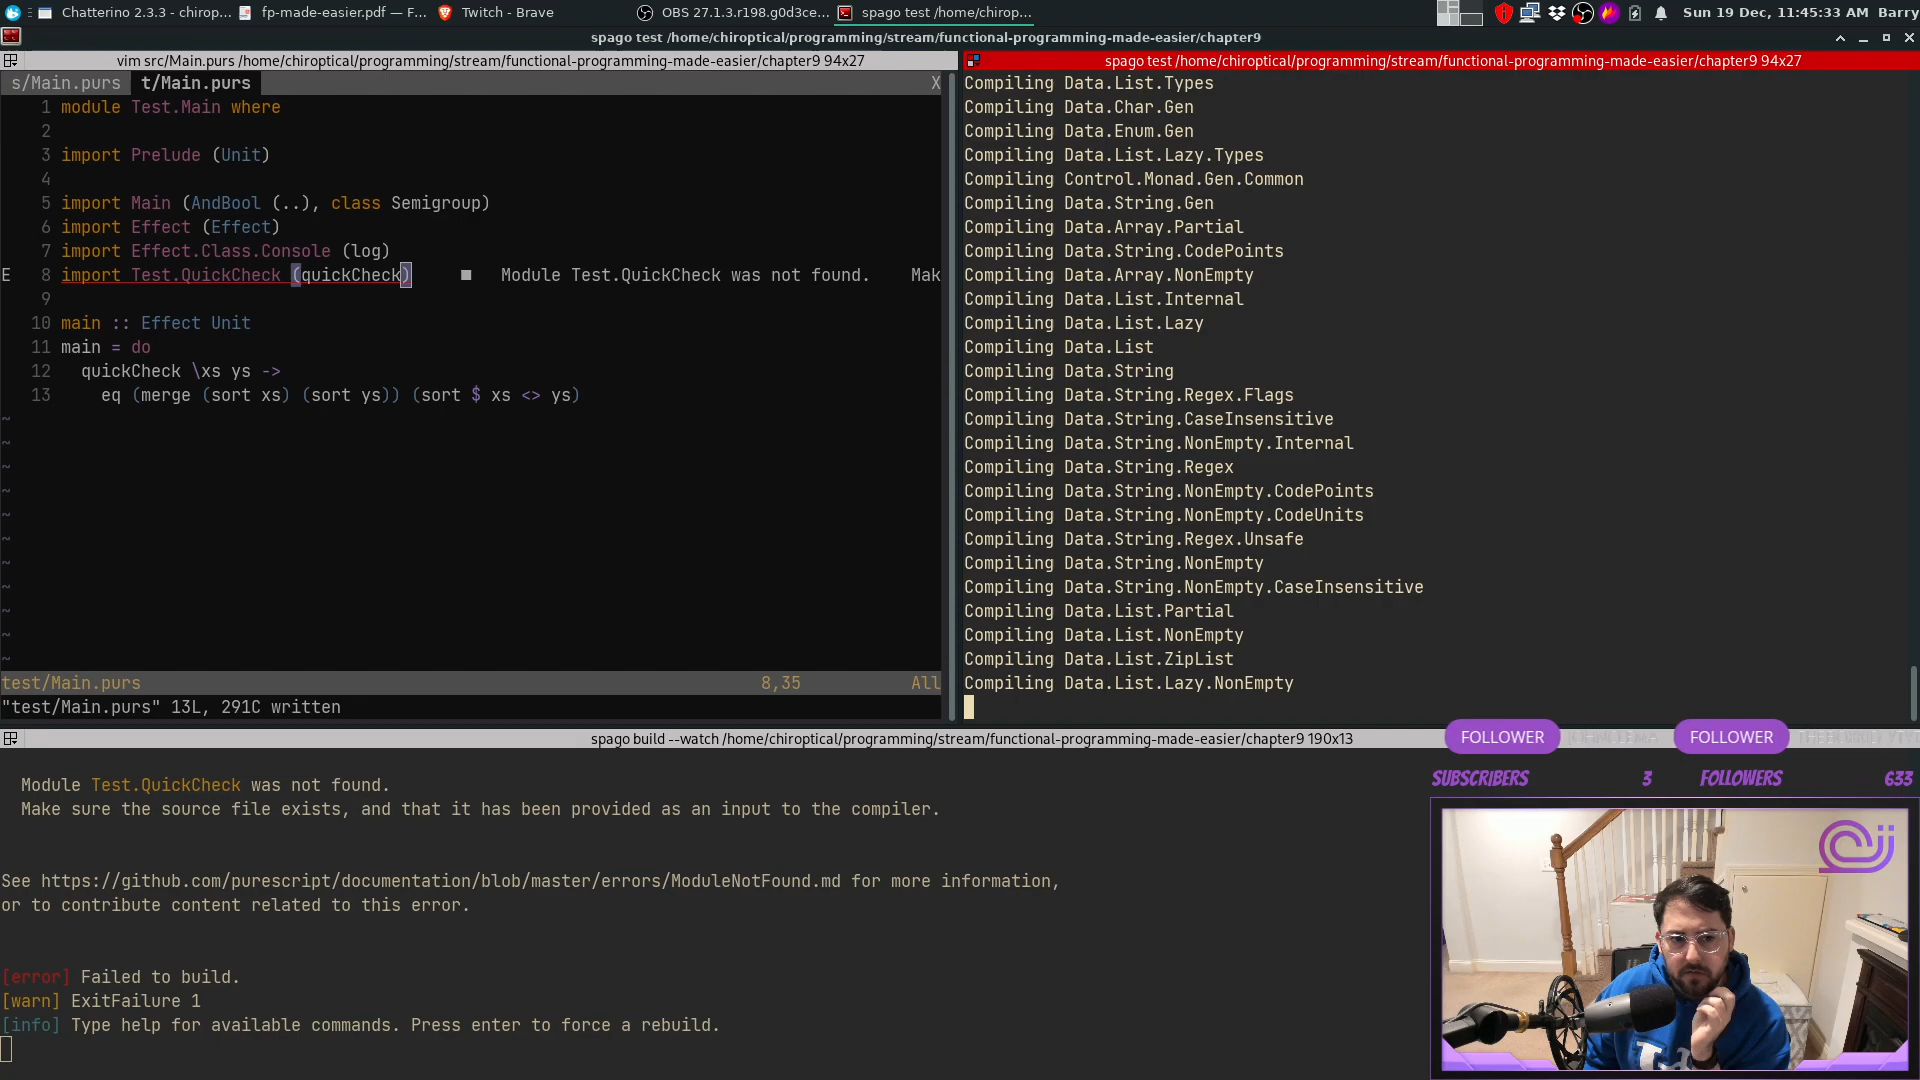 Chatterino 2.3.3 - chirop...
fp-made-easier.pdf — F...
Twitch - Brave
OBS 27.1.3.r198.g0d3ce...
spago test /home/chirop...
Sun 19 Dec, 11:45:33 AM
Barry
spago test /home/chiroptical/programming/stream/functional-programming-made-easier/chapter9
vim src/Main.purs /home/chiroptical/programming/stream/functional-programming-made-easier/chapter9 94x27
s/Main.purs t/Main.purs X
1 module Test.Main where
2
3 import Prelude (Unit)
4
5 import Main (AndBool (..), class Semigroup)
6 import Effect (Effect)
7 import Effect.Class.Console (log)
E 8 import Test.QuickCheck (quickCheck) ■ Module Test.QuickCheck was not found. Mak
9
10 main :: Effect Unit
11 main = do
12 quickCheck \xs ys ->
13 eq (merge (sort xs) (sort ys)) (sort $ xs <> ys)
~
~
~
~
~
~
~
~
~
~
~
test/Main.purs 8,35 All
"test/Main.purs" 13L, 291C written
spago test /home/chiroptical/programming/stream/functional-programming-made-easier/chapter9 94x27
Compiling Data.List.Types
Compiling Data.Char.Gen
Compiling Data.Enum.Gen
Compiling Data.List.Lazy.Types
Compiling Control.Monad.Gen.Common
Compiling Data.String.Gen
Compiling Data.Array.Partial
Compiling Data.String.CodePoints
Compiling Data.Array.NonEmpty
Compiling Data.List.Internal
Compiling Data.List.Lazy
Compiling Data.List
Compiling Data.String
Compiling Data.String.Regex.Flags
Compiling Data.String.CaseInsensitive
Compiling Data.String.NonEmpty.Internal
Compiling Data.String.Regex
Compiling Data.String.NonEmpty.CodePoints
Compiling Data.String.NonEmpty.CodeUnits
Compiling Data.String.Regex.Unsafe
Compiling Data.String.NonEmpty
Compiling Data.String.NonEmpty.CaseInsensitive
Compiling Data.List.Partial
Compiling Data.List.NonEmpty
Compiling Data.List.ZipList
Compiling Data.List.Lazy.NonEmpty
spago build --watch /home/chiroptical/programming/stream/functional-programming-made-easier/chapter9 190x13
Module Test.QuickCheck was not found.
Make sure the source file exists, and that it has been provided as an input to the compiler.
See https://github.com/purescript/documentation/blob/master/errors/ModuleNotFound.md for more information,
or to contribute content related to this error.
[error] Failed to build.
[warn] ExitFailure 1
[info] Type help for available commands. Press enter to force a rebuild.
FOLLOWER
FOLLOWER
SUBSCRIBERS 3 FOLLOWERS 633